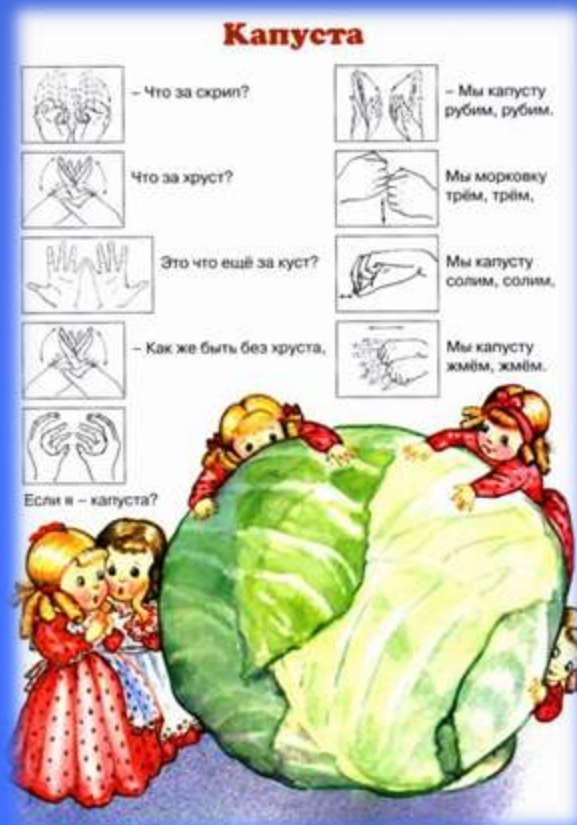 Капуста
– Что за скрип?
Что за хруст?
Это что ещё за куст?
– Как же быть без хруста,
Если я – капуста?
– Мы капусту
рубим, рубим.
Мы морковку
трём, трём,
Мы капусту
солим, солим,
Мы капусту
жмём, жмём.